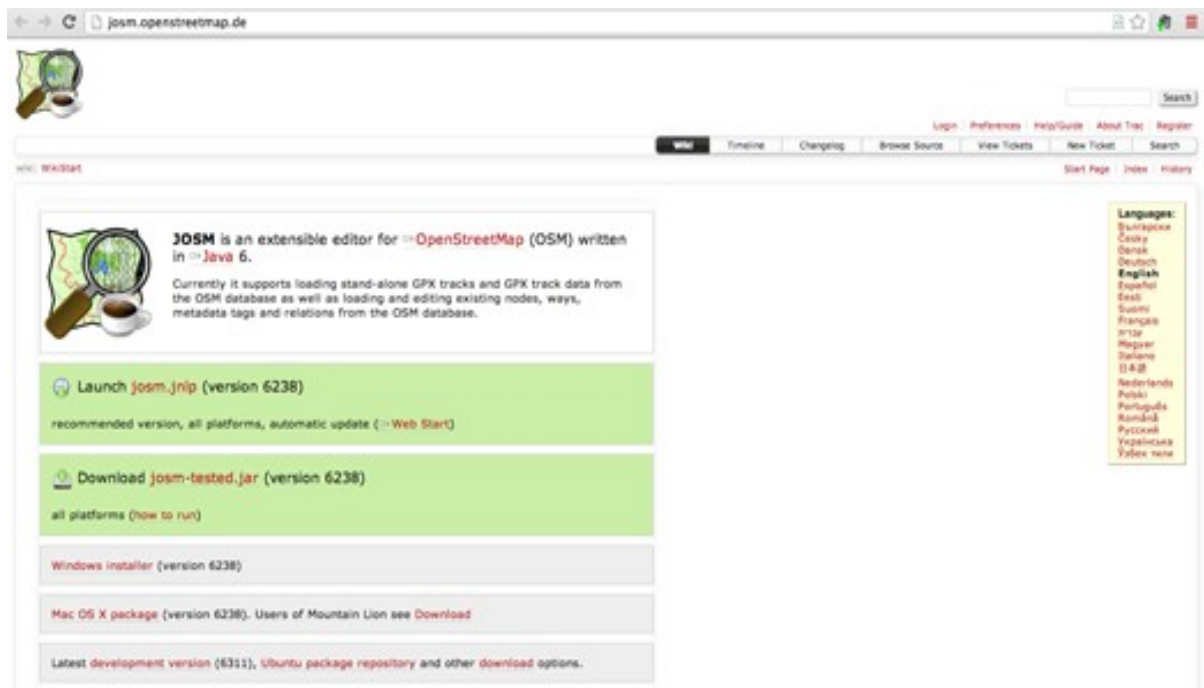 josm.openstreetmap.de
Search
Login Preferences Help/Guide About Trac Register
Wiki Timeline Changelog Browse Source View Tickets New Ticket Search
wiki: WikiStart
Start Page Index History
JOSM is an extensible editor for OpenStreetMap (OSM) written
in Java 6.
Currently it supports loading stand-alone GPX tracks and GPX track data from
the OSM database as well as loading and editing existing nodes, ways,
metadata tags and relations from the OSM database.
Launch josm.jnlp (version 6238)
recommended version, all platforms, automatic update (Web Start)
Download josm-tested.jar (version 6238)
all platforms (how to run)
Windows installer (version 6238)
Mac OS X package (version 6238). Users of Mountain Lion see Download
Latest development version (6311), Ubuntu package repository and other download options.
Languages:
Български
Česky
Dansk
Deutsch
English
Español
Eesti
Suomi
Français
עברית
Magyar
Italiano
日本語
Nederlands
Polski
Português
Română
Русский
Українська